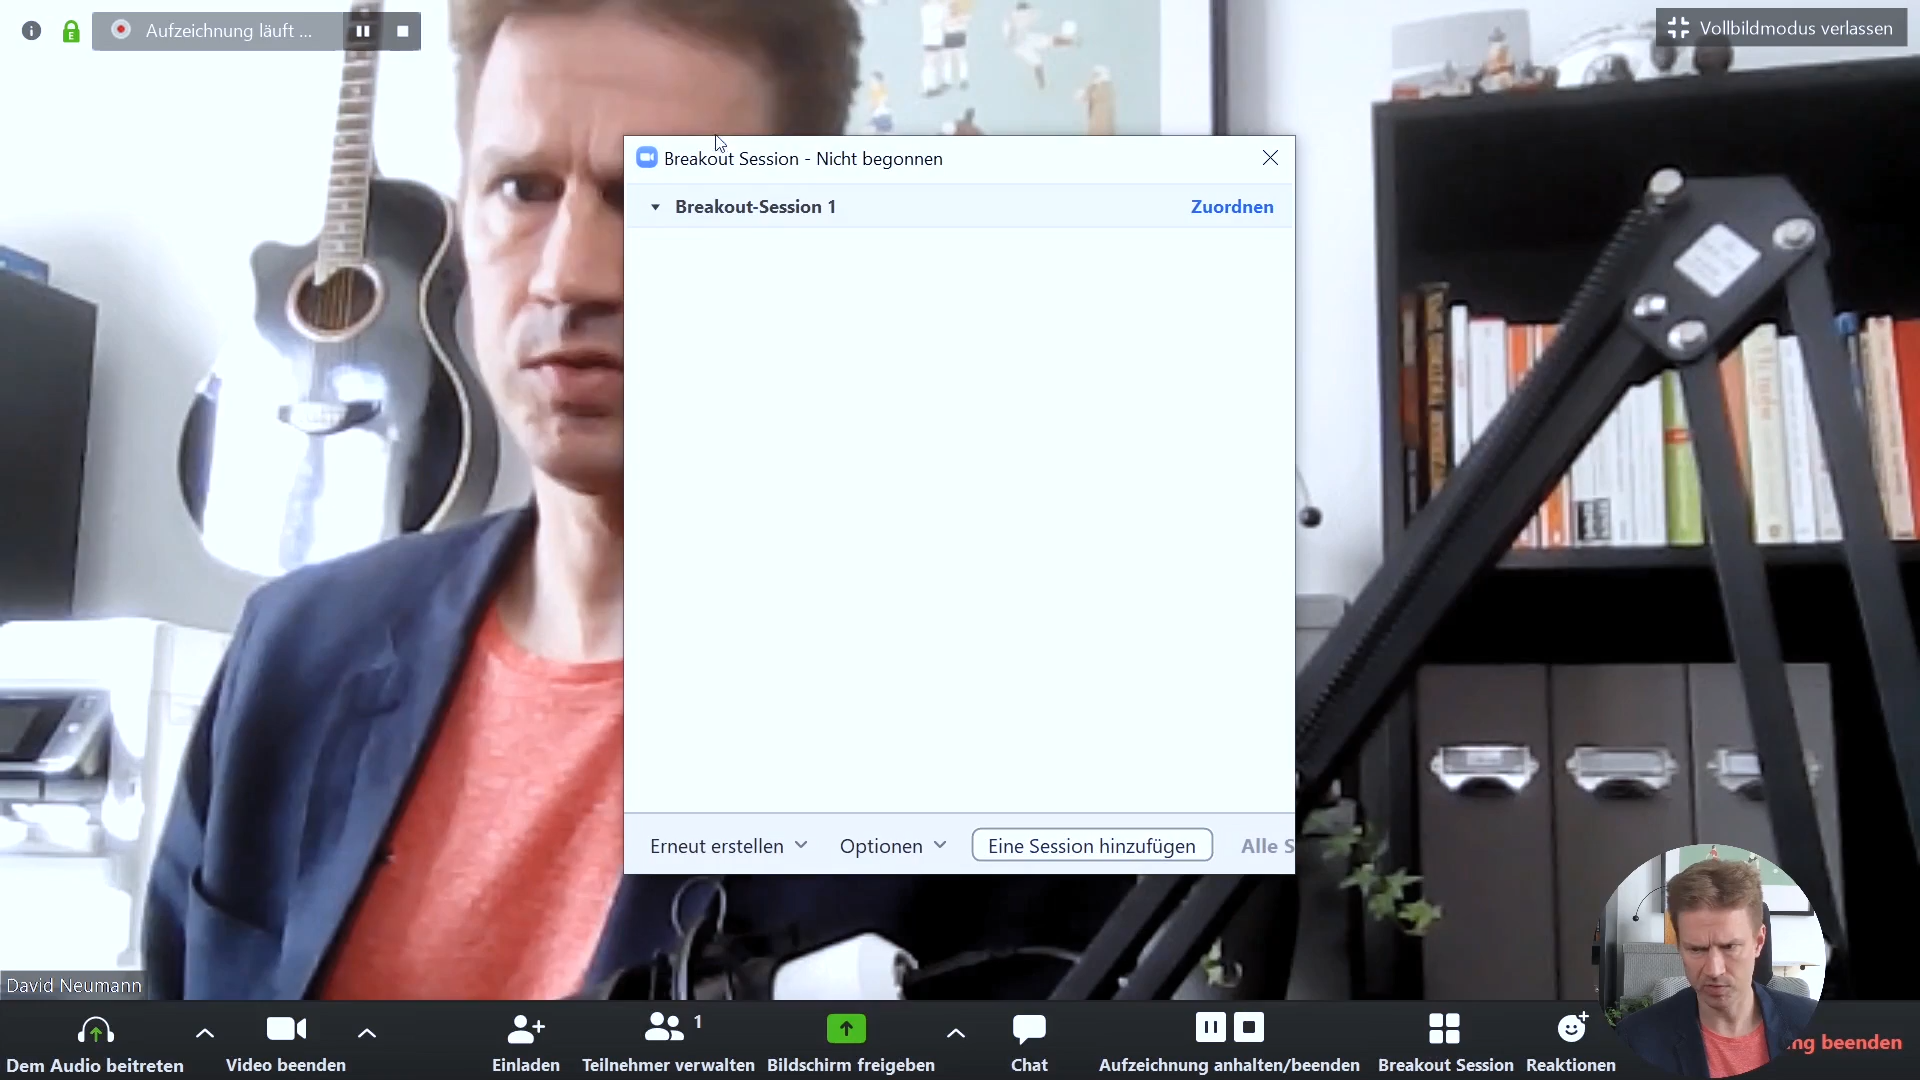 Aufzeichnung läuft ...
Vollbildmodus verlassen
Breakout Session - Nicht begonnen
Breakout-Session 1
Zuordnen
Erneut erstellen
Optionen
Eine Session hinzufügen
Alle S
David Neumann
1
Dem Audio beitreten
Video beenden
Einladen
Teilnehmer verwalten
Bildschirm freigeben
Chat
Aufzeichnung anhalten/beenden
Breakout Session
Reaktionen
ng beenden